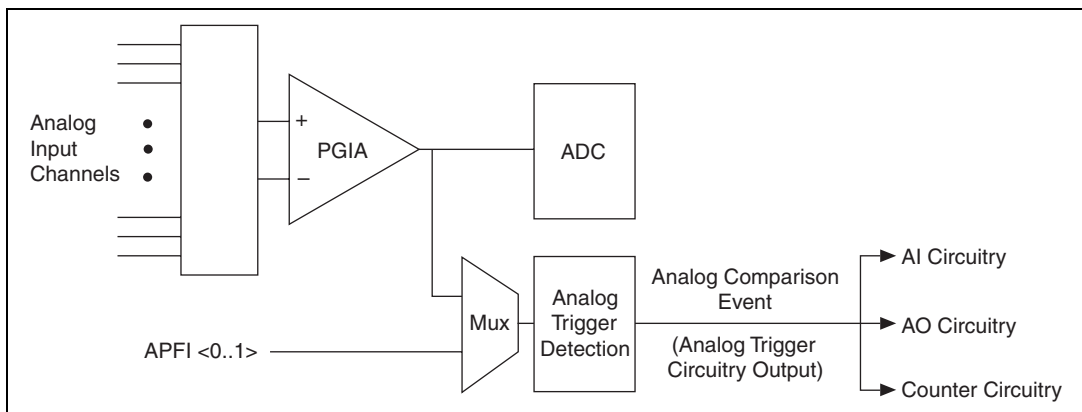 Analog
Input
Channels
+
PGIA
−
ADC
APFI <0..1>
Mux
Analog
Trigger
Detection
Analog Comparison
Event
(Analog Trigger
Circuitry Output)
AI Circuitry
AO Circuitry
Counter Circuitry